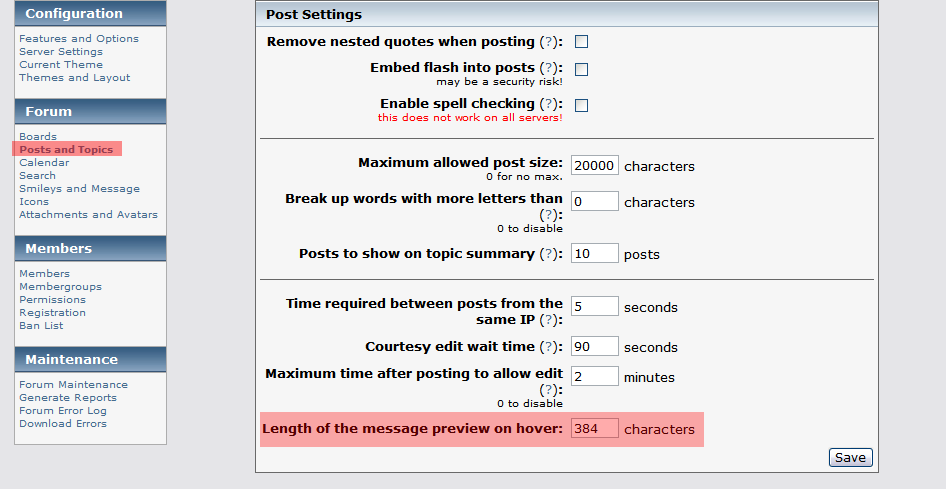 Configuration
Features and Options
Server Settings
Current Theme
Themes and Layout
Forum
Boards
Posts and Topics
Calendar
Search
Smileys and Message
Icons
Attachments and Avatars
Members
Members
Membergroups
Permissions
Registration
Ban List
Maintenance
Forum Maintenance
Generate Reports
Forum Error Log
Download Errors
Post Settings
Remove nested quotes when posting (?):
Embed flash into posts (?):
may be a security risk!
Enable spell checking (?):
this does not work on all servers!
Maximum allowed post size: 20000 characters
0 for no max.
Break up words with more letters than 0 characters
(?):
0 to disable
Posts to show on topic summary (?): 10 posts
Time required between posts from the 5 seconds
same IP (?):
Courtesy edit wait time (?): 90 seconds
Maximum time after posting to allow edit 2 minutes
(?):
0 to disable
Length of the message preview on hover: 384 characters
Save